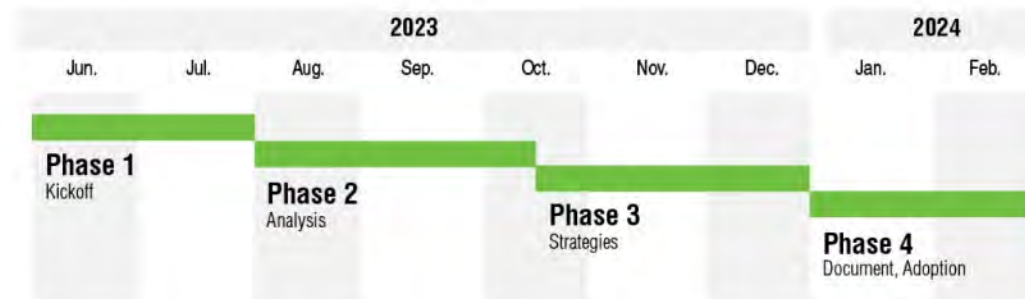 2023 2024
Jun. Jul. Aug. Sep. Oct. Nov. Dec. Jan. Feb.
Phase 1
Kickoff
Phase 2
Analysis
Phase 3
Strategies
Phase 4
Document, Adoption